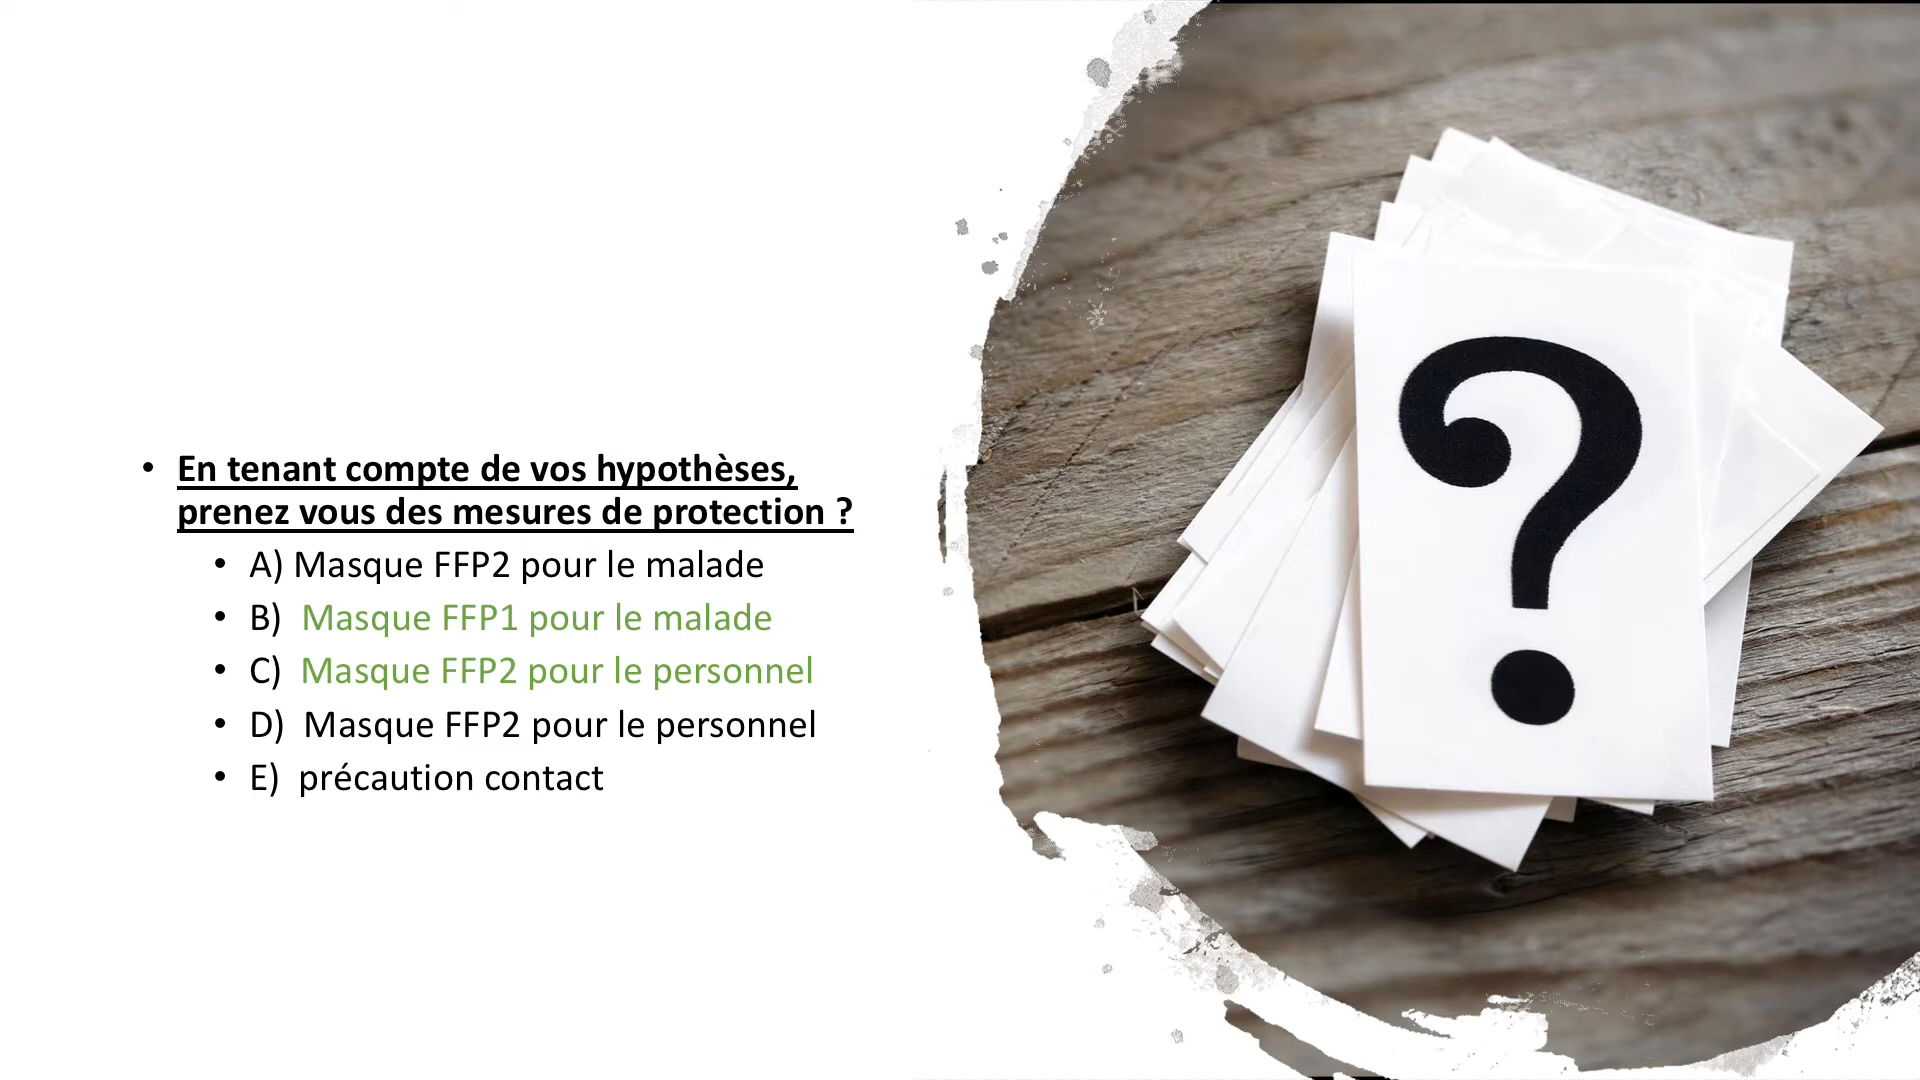 • En tenant compte de vos hypothèses,
prenez vous des mesures de protection ?
• A) Masque FFP2 pour le malade
• B) Masque FFP1 pour le malade
• C) Masque FFP2 pour le personnel
• D) Masque FFP2 pour le personnel
• E) précaution contact
?